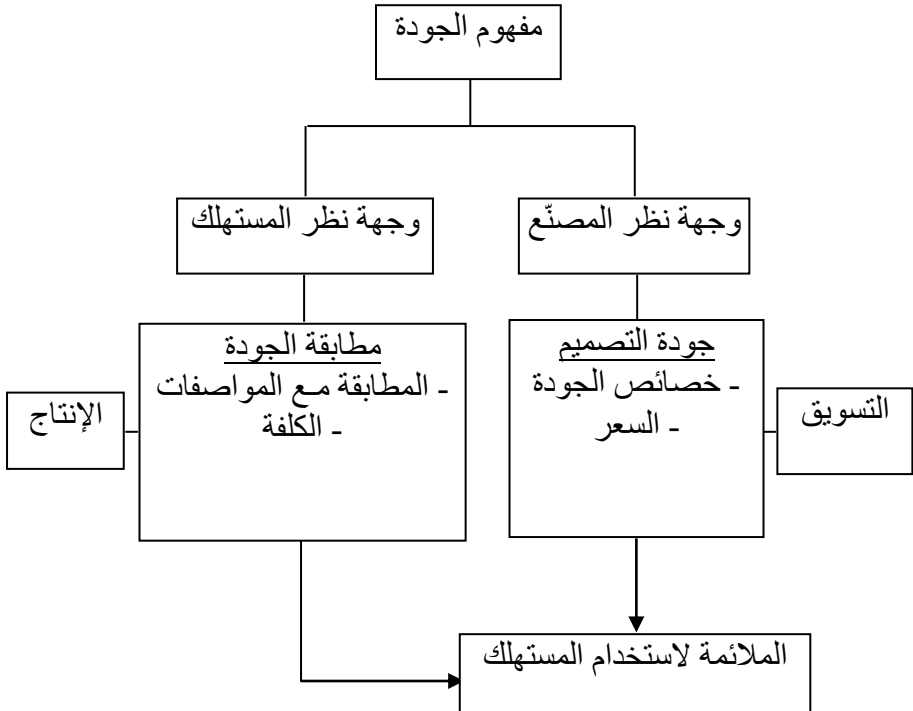 مفهوم الجودة
وجهة نظر المصنّع
وجهة نظر المستهلك
جودة التصميم
- خصائص الجودة
- السعر
التسويق
مطابقة الجودة
- المطابقة مع المواصفات
- الكلفة
الإنتاج
الملائمة لاستخدام المستهلك